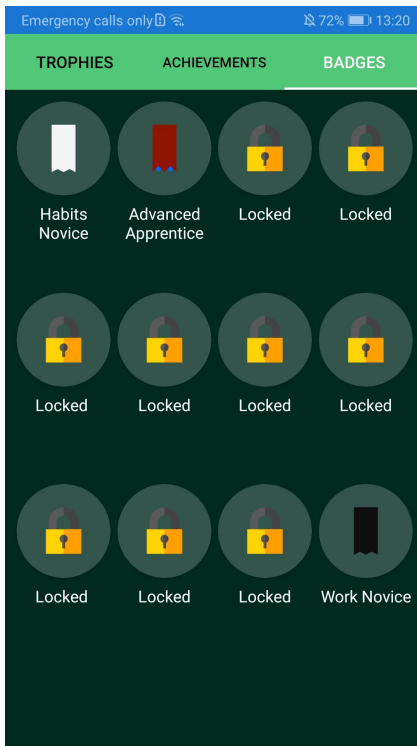 Emergency calls only 72% 13:20
TROPHIES ACHIEVEMENTS BADGES
Habits Novice Advanced Apprentice Locked Locked
Locked Locked Locked Locked
Locked Locked Locked Work Novice